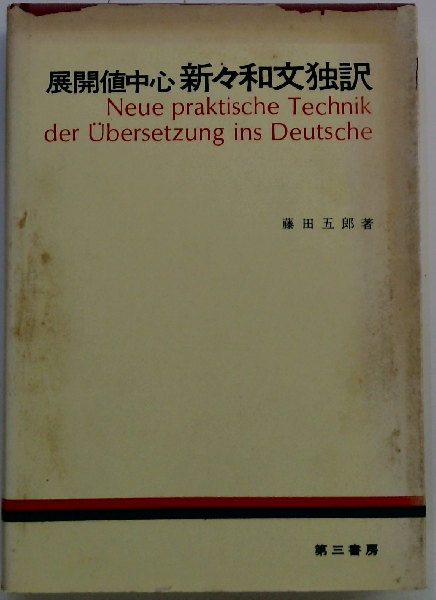 展開値中心 新々和文独訳
Neue praktische Technik
der Übersetzung ins Deutsche
藤田五郎著
第三書房